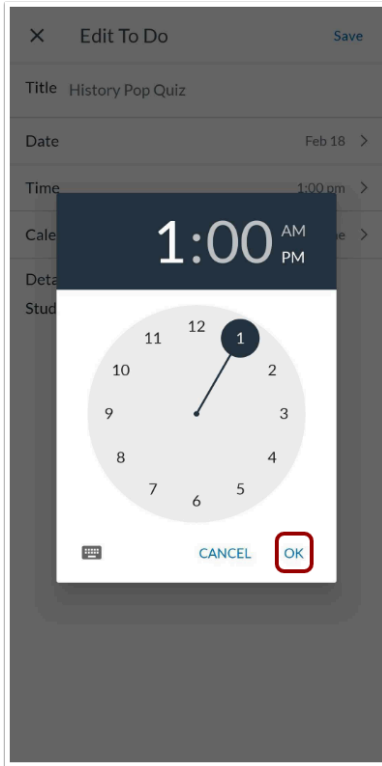 Edit To Do Save
Title History Pop Quiz
Date Feb 18
Time 1:00 pm
1:00 AM
PM
12
11 1
10 2
9 3
8 4
7 5
6
CANCEL OK